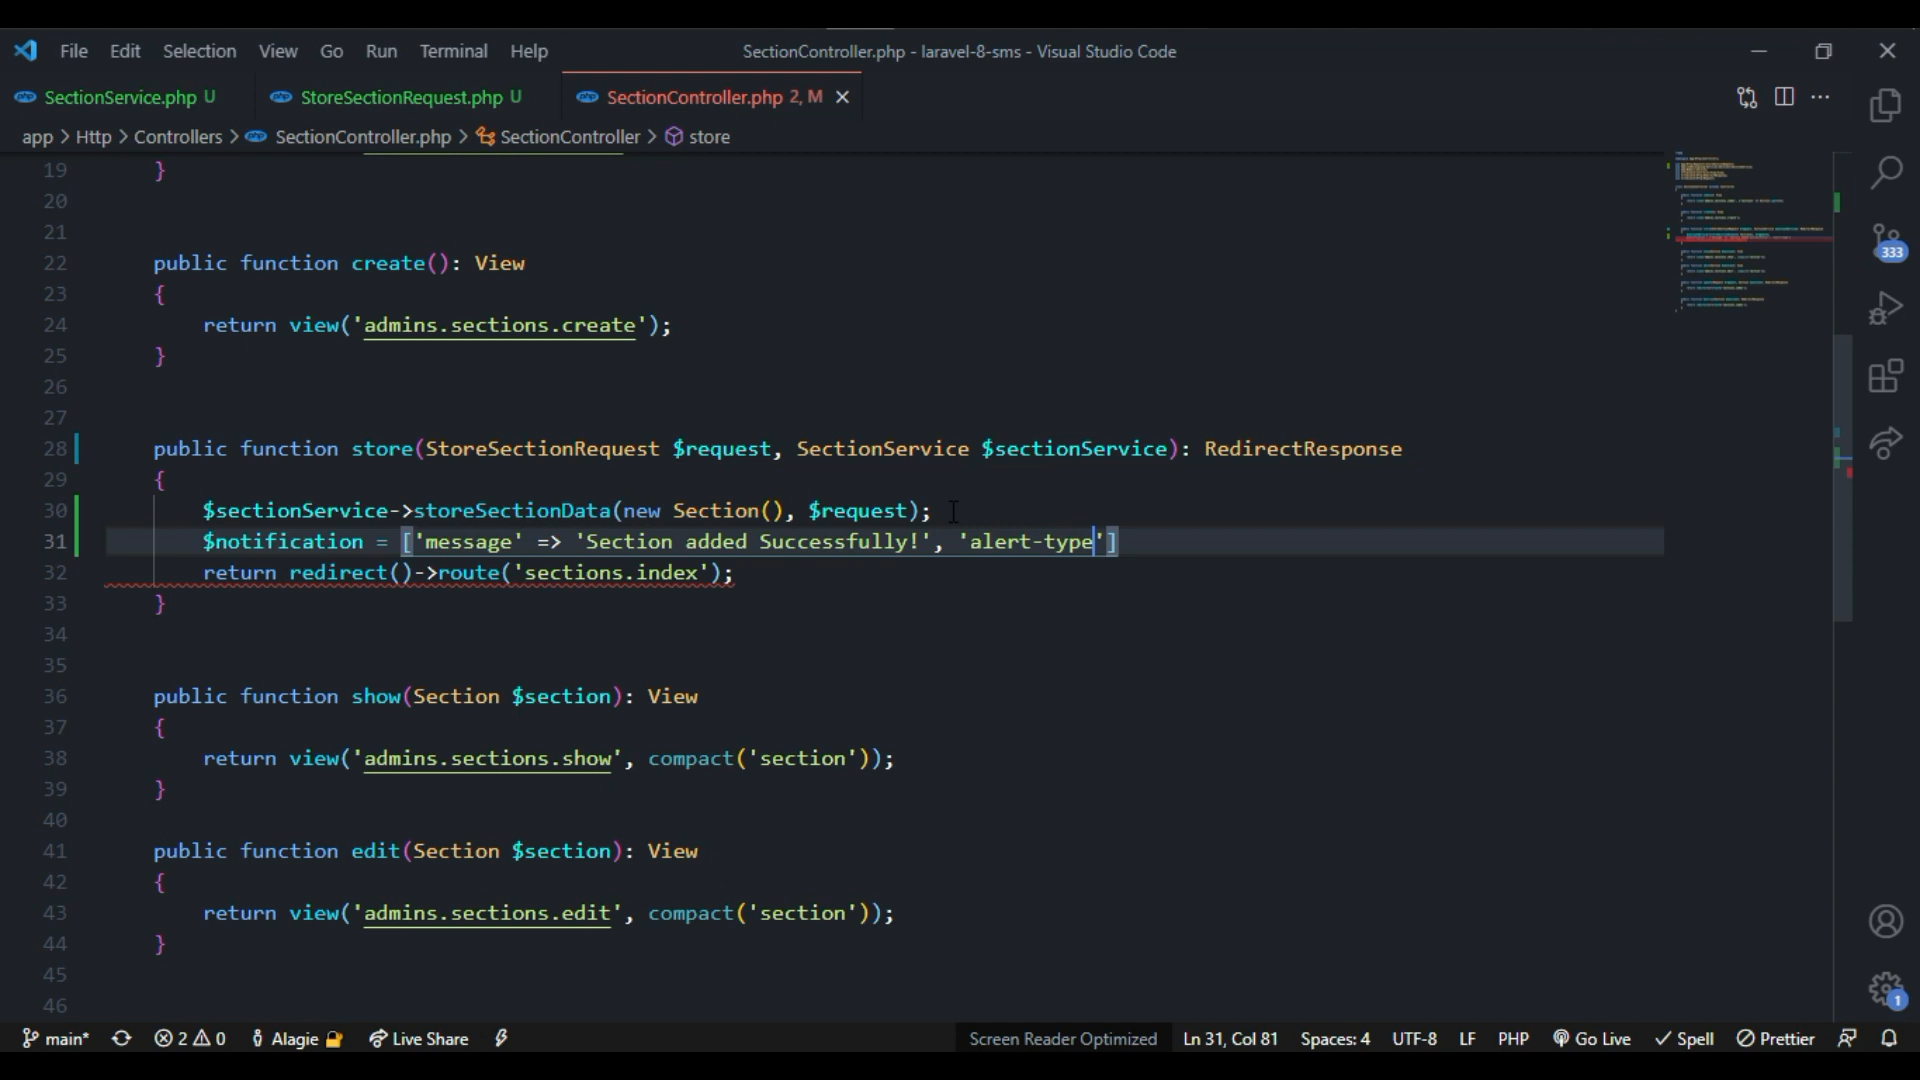 File Edit Selection View Go Run Terminal Help SectionController.php - laravel-8-sms - Visual Studio Code
SectionService.php U StoreSectionRequest.php U SectionController.php 2, M
app > Http > Controllers > SectionController.php > SectionController > store
19 }
20
21
22 public function create(): View
23 {
24 return view('admins.sections.create');
25 }
26
27
28 public function store(StoreSectionRequest $request, SectionService $sectionService): RedirectResponse
29 {
30 $sectionService->storeSectionData(new Section(), $request);
31 $notification = ['message' => 'Section added Successfully!', 'alert-type']
32 return redirect()->route('sections.index');
33 }
34
35
36 public function show(Section $section): View
37 {
38 return view('admins.sections.show', compact('section'));
39 }
40
41 public function edit(Section $section): View
42 {
43 return view('admins.sections.edit', compact('section'));
44 }
45
46
333
1
main* 2 0 Alagie Live Share Screen Reader Optimized Ln 31, Col 81 Spaces: 4 UTF-8 LF PHP Go Live Spell Prettier